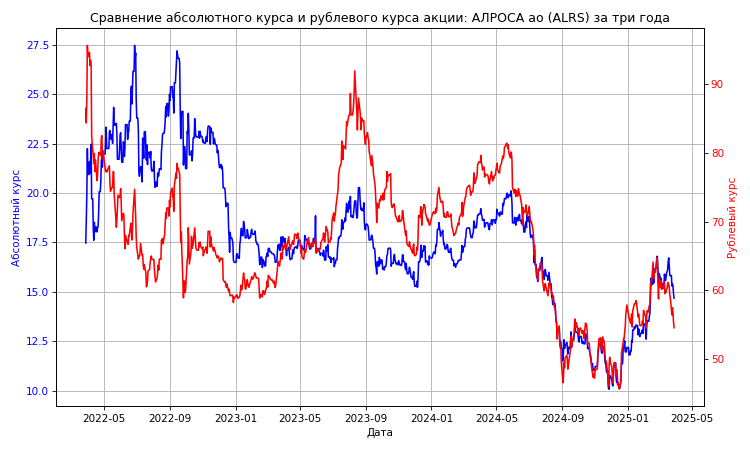 Сравнение абсолютного курса и рублевого курса акции: АЛРОСА ао (ALRS) за три года
27.5
25.0
22.5
20.0
17.5
15.0
12.5
10.0
Абсолютный курс
90
80
70
60
50
Рублевый курс
2022-05 2022-09 2023-01 2023-05 2023-09 2024-01 2024-05 2024-09 2025-01 2025-05
Дата